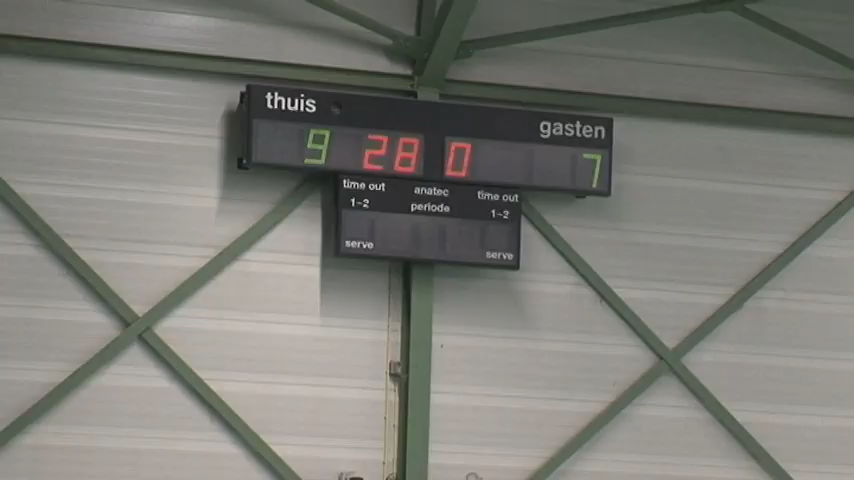 thuis
gasten
9 28 0 7
time out anatec time out
1-2 periode 1-2
serve serve